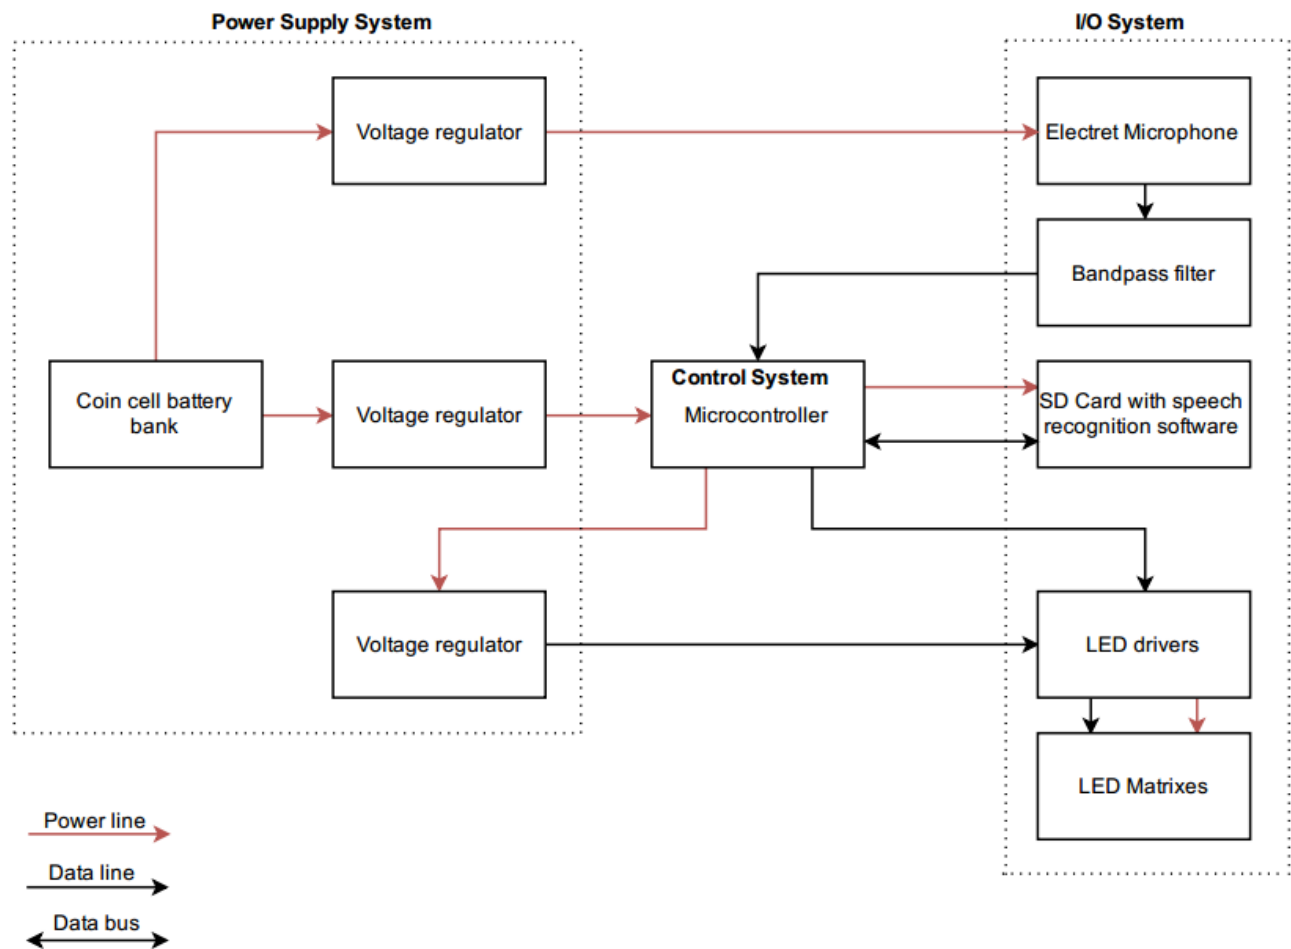 Power Supply System
I/O System
Voltage regulator
Electret Microphone
Bandpass filter
Coin cell battery
bank
Voltage regulator
Control System
Microcontroller
SD Card with speech
recognition software
Voltage regulator
LED drivers
LED Matrixes
Power line
Data line
Data bus